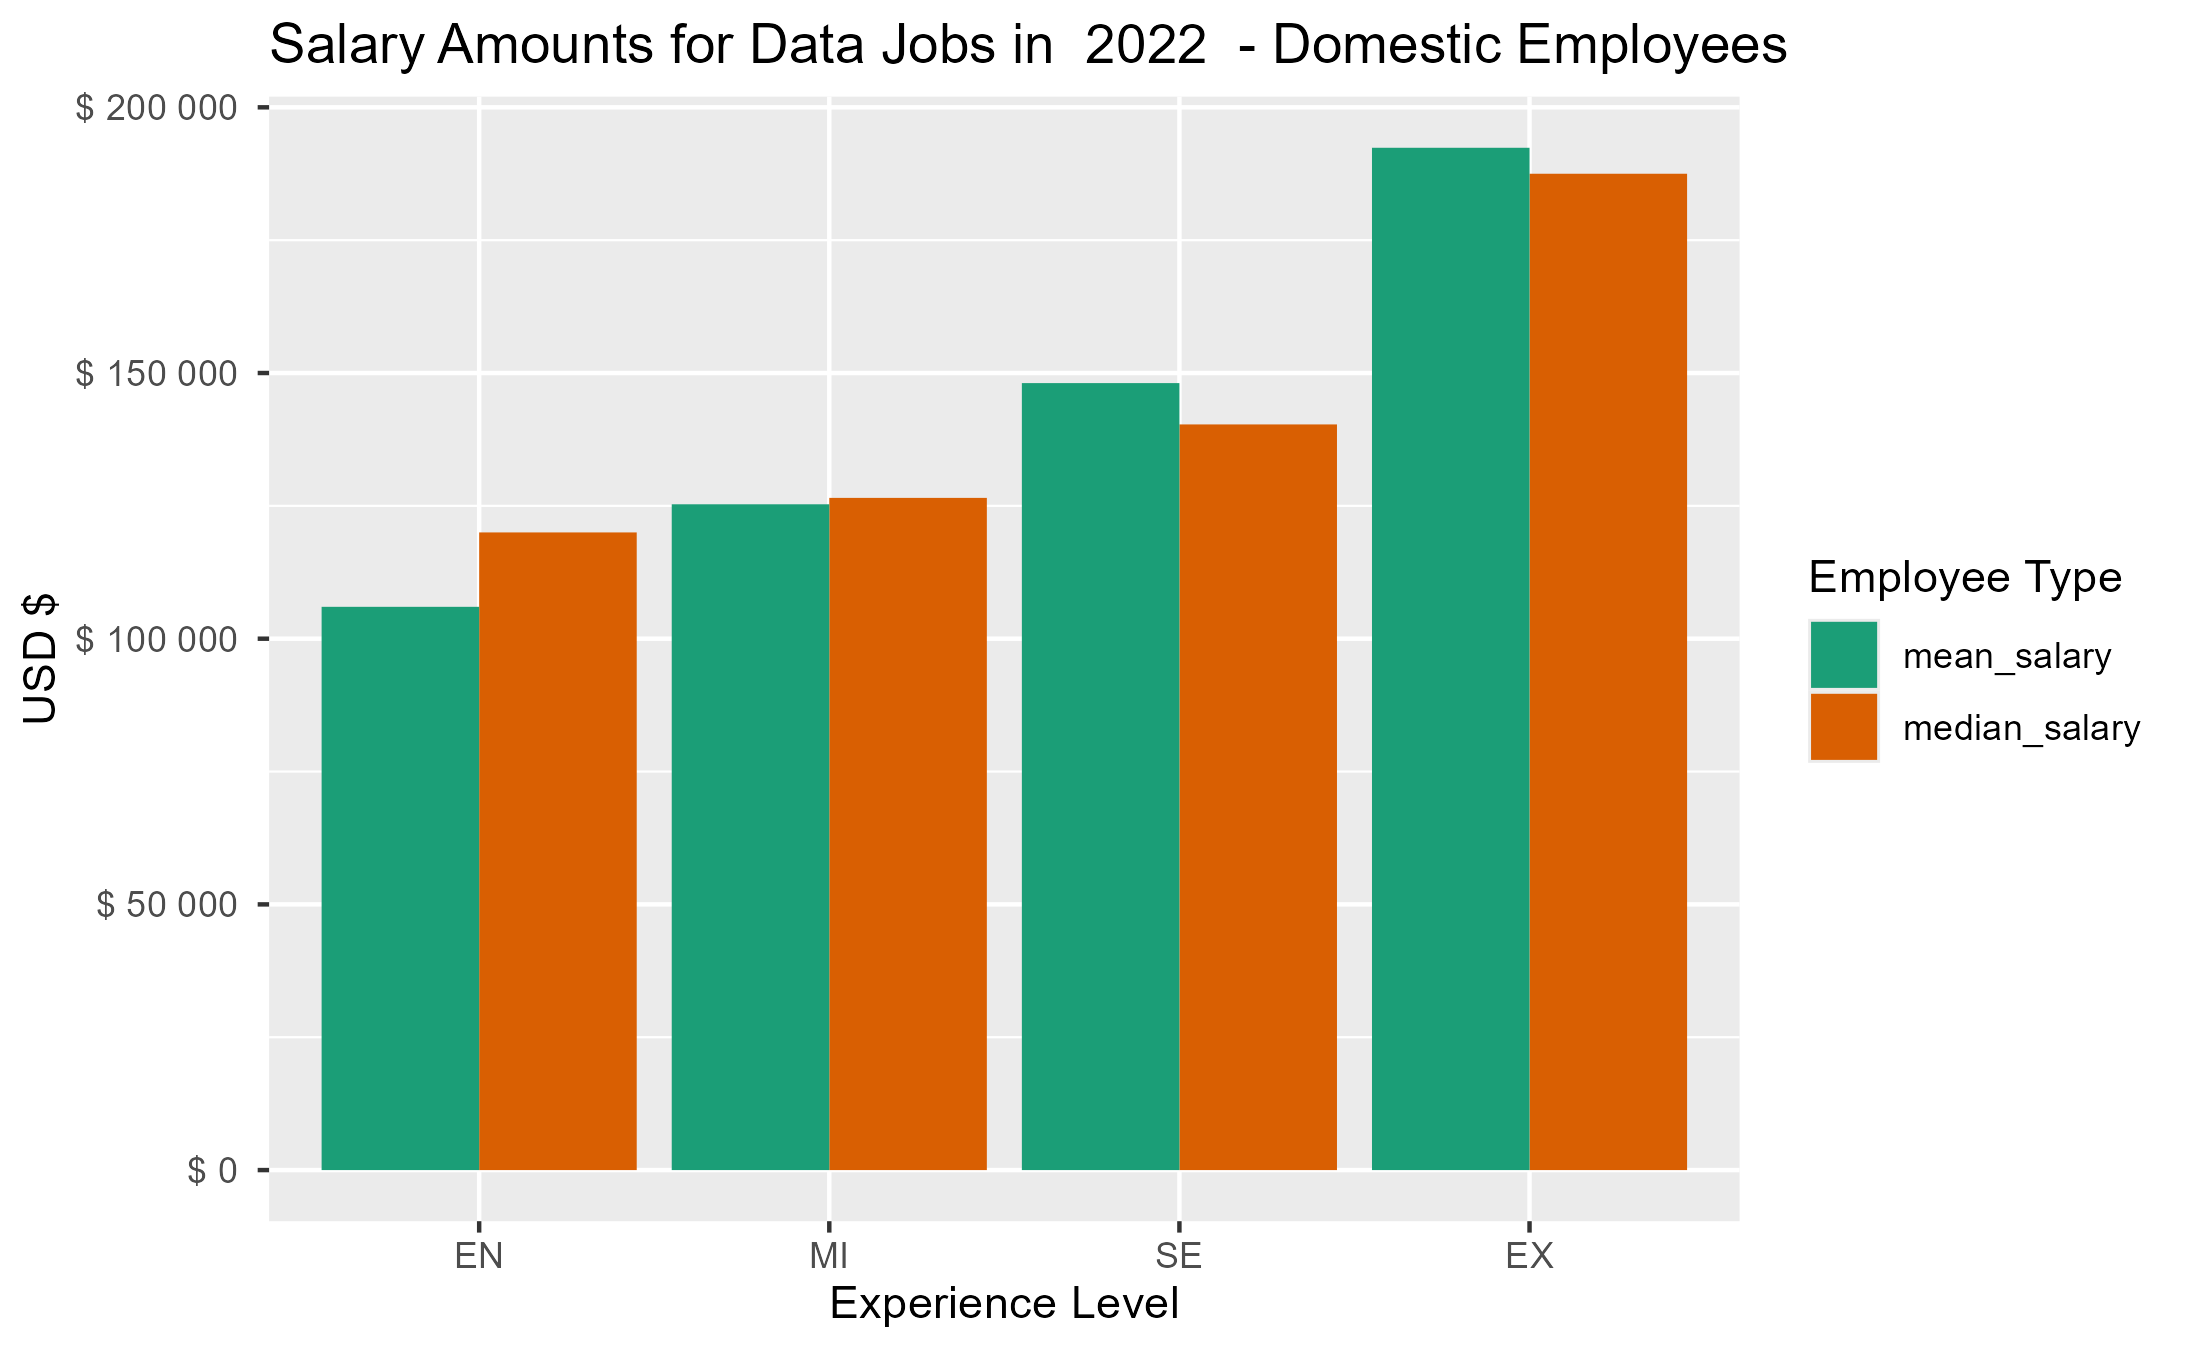 Salary Amounts for Data Jobs in  2022  - Domestic Employees
$ 200 000
$ 150 000
$ 100 000
$ 50 000
$ 0
USD $
EN
MI
SE
EX
Experience Level
Employee Type
mean_salary
median_salary